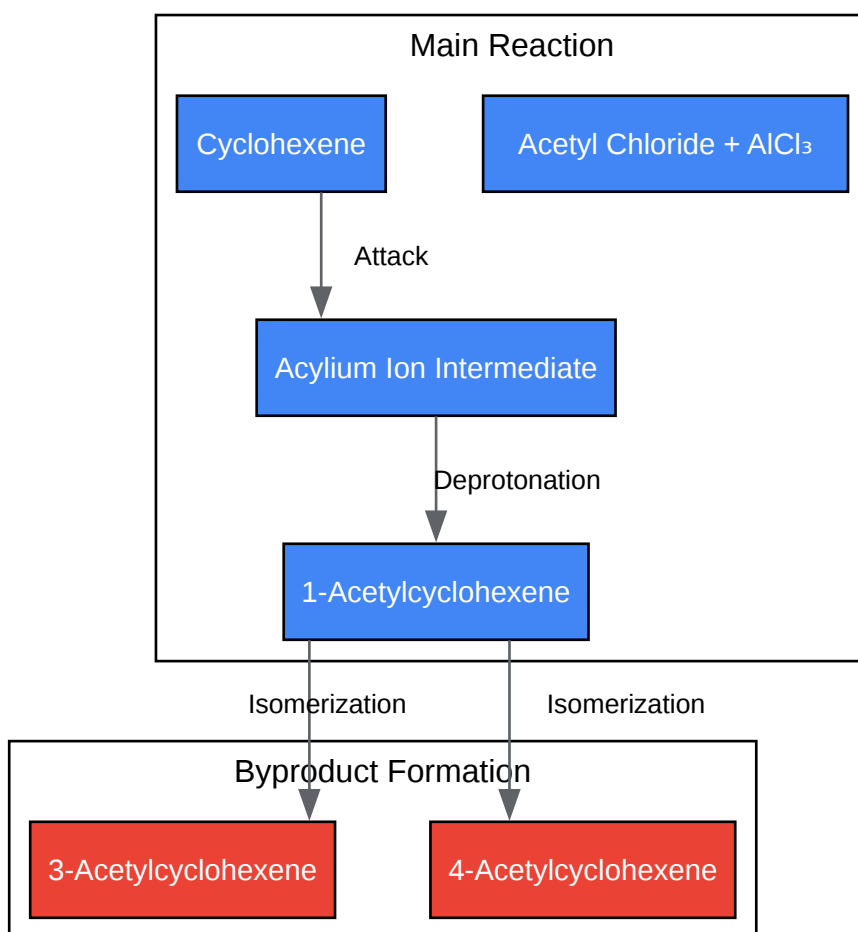 Main Reaction
Cyclohexene
Acetyl Chloride + AlCl₃
Attack
Acylium Ion Intermediate
Deprotonation
1-Acetylcyclohexene
Isomerization
Isomerization
Byproduct Formation
3-Acetylcyclohexene
4-Acetylcyclohexene